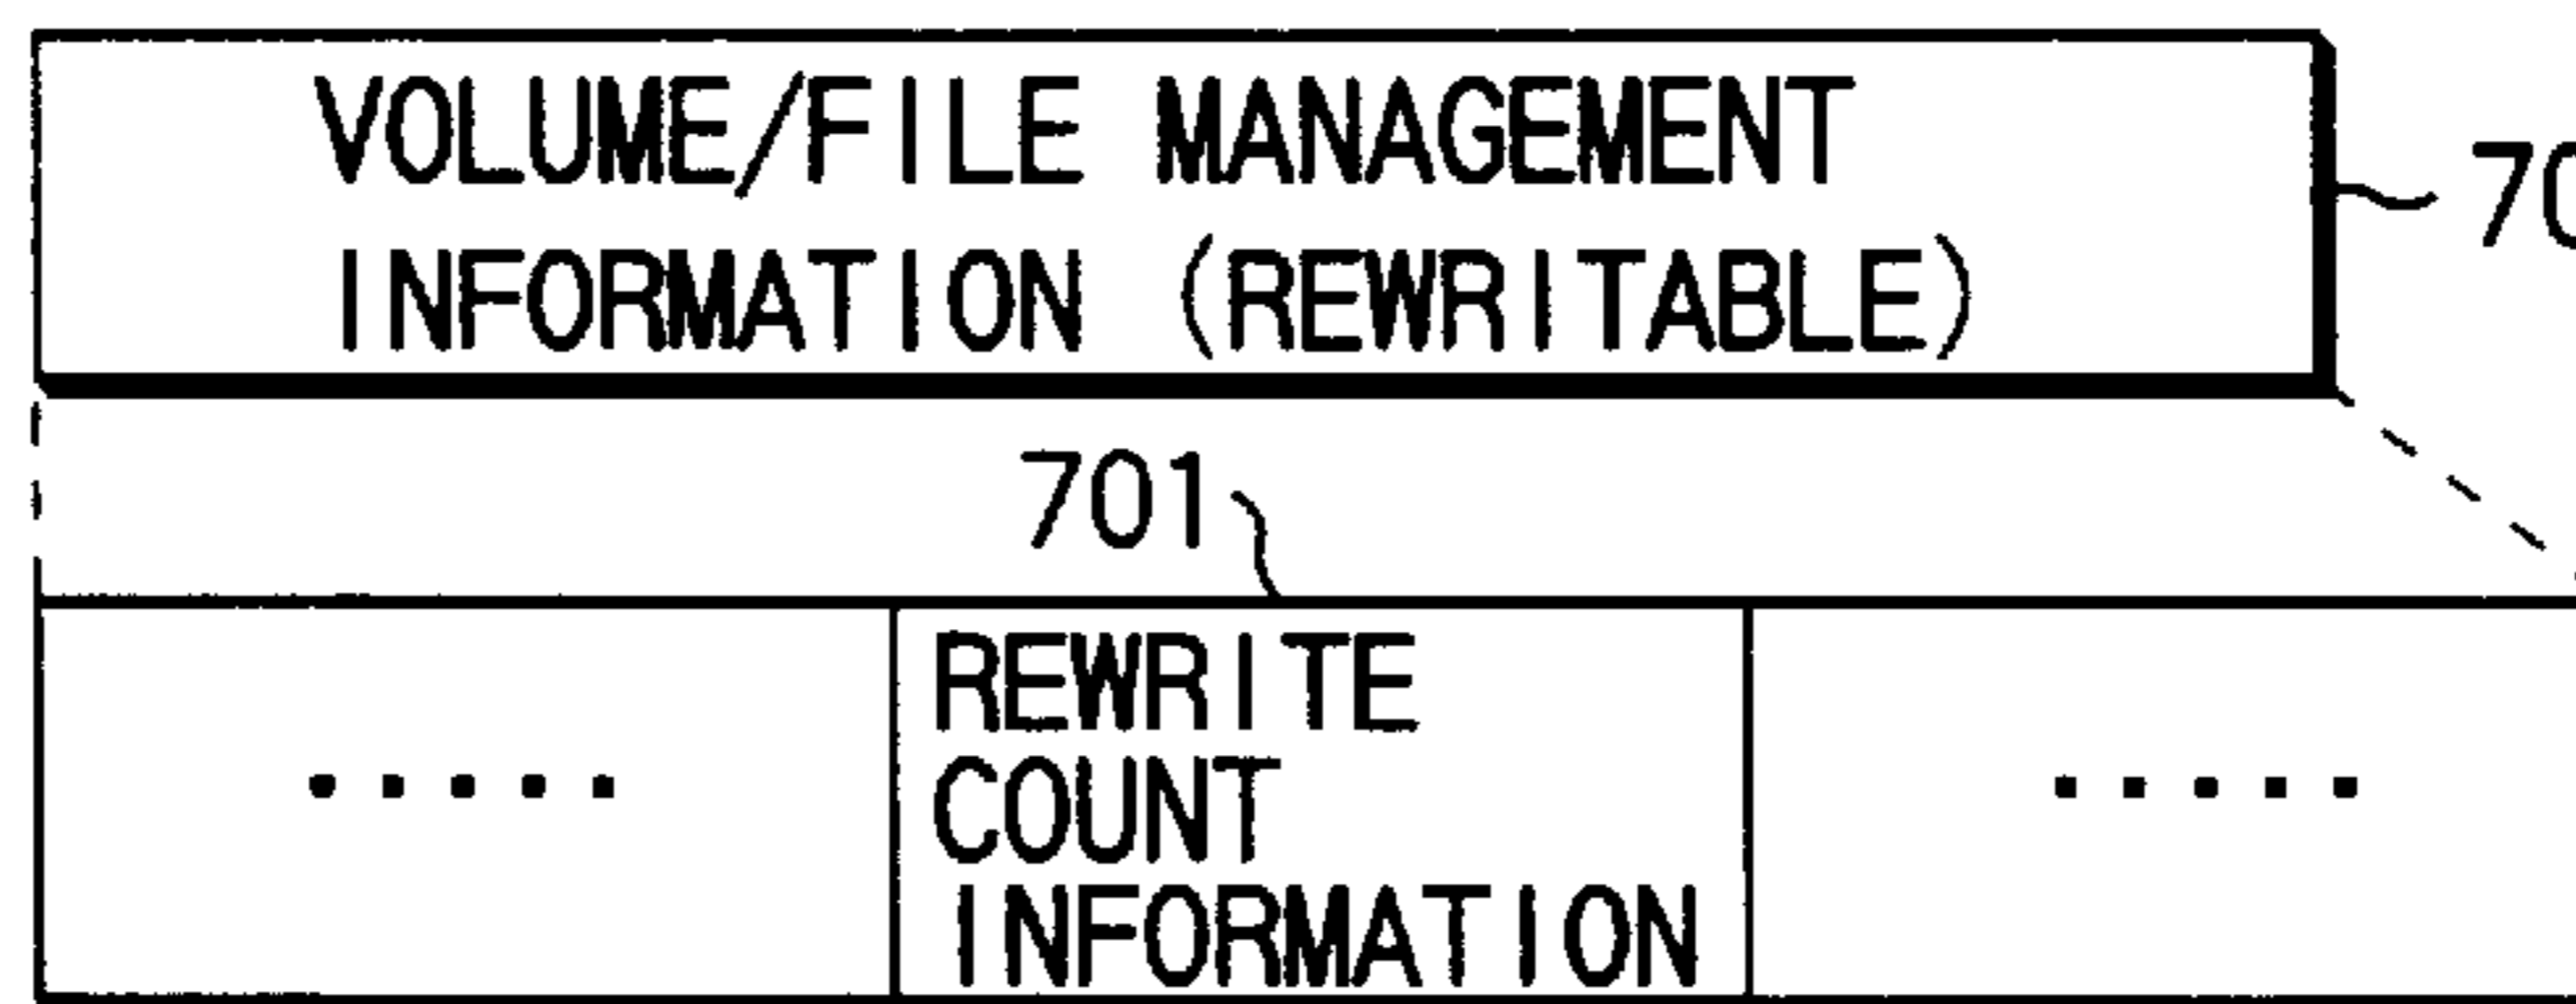 VOLUME/FILE MANAGEMENT
INFORMATION (REWRITABLE)
701
REWRITE
COUNT
INFORMATION